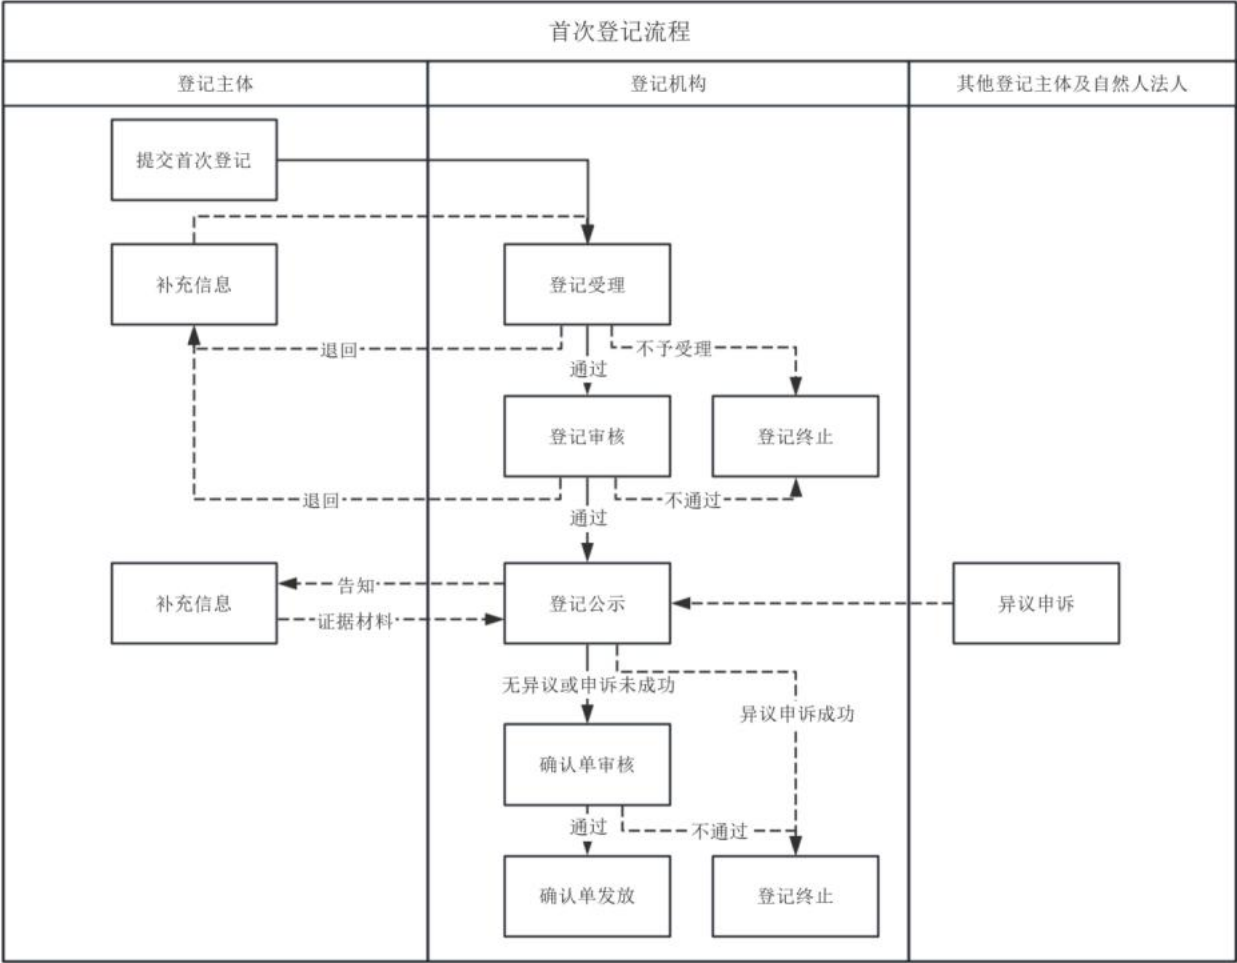 首次登记流程
登记主体
登记机构
其他登记主体及自然人法人
提交首次登记
补充信息
登记受理
退回
不予受理
通过
登记审核
登记终止
退回
不通过
通过
补充信息
告知
证据材料
登记公示
异议申诉
无异议或申诉未成功
异议申诉成功
确认单审核
通过
不通过
确认单发放
登记终止